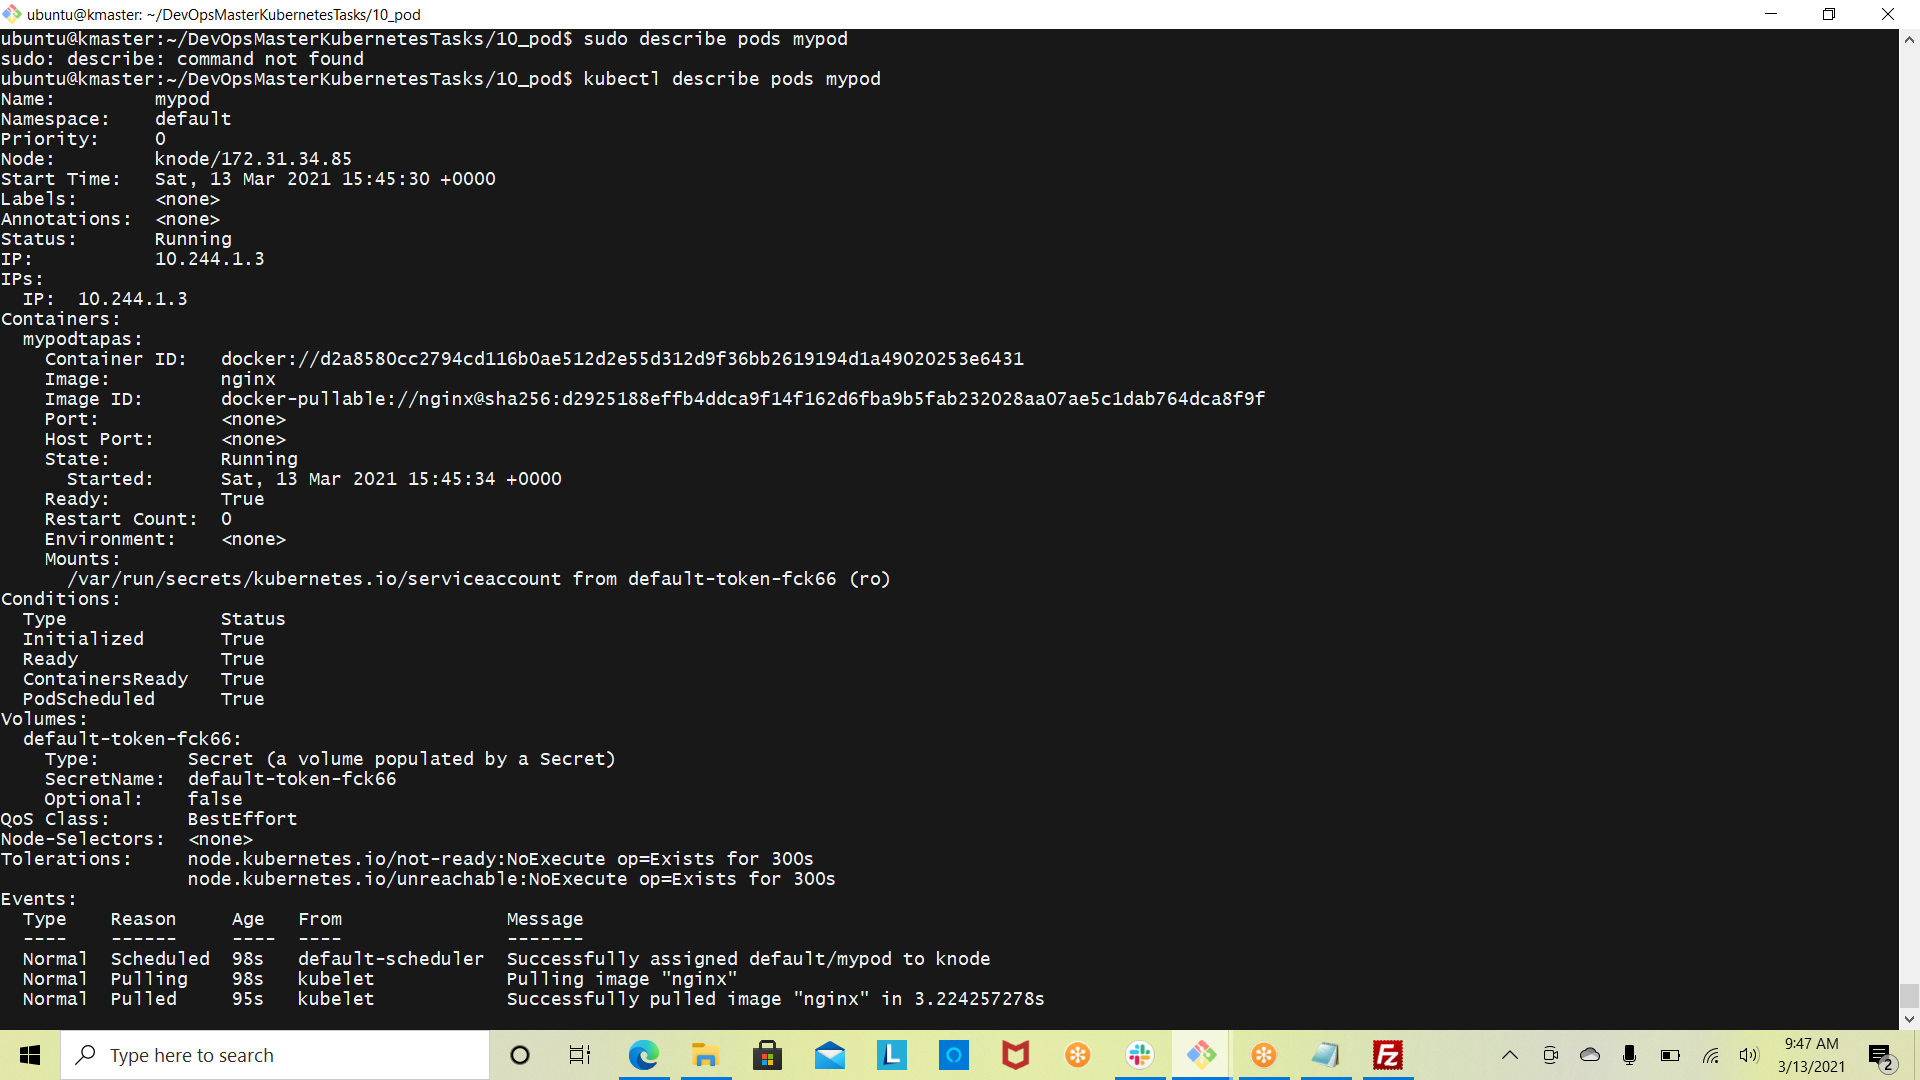 ubuntu@kmaster: ~/DevOpsMasterKubernetesTasks/10_pod
ubuntu@kmaster:~/DevOpsMasterKubernetesTasks/10_pod$ sudo describe pods mypod
sudo: describe: command not found
ubuntu@kmaster:~/DevOpsMasterKubernetesTasks/10_pod$ kubectl describe pods mypod
Name:         mypod
Namespace:    default
Priority:     0
Node:         knode/172.31.34.85
Start Time:   Sat, 13 Mar 2021 15:45:30 +0000
Labels:       <none>
Annotations:  <none>
Status:       Running
IP:           10.244.1.3
IPs:
  IP:  10.244.1.3
Containers:
  mypodtapas:
    Container ID:   docker://d2a8580cc2794cd116b0ae512d2e55d312d9f36bb2619194d1a49020253e6431
    Image:          nginx
    Image ID:       docker-pullable://nginx@sha256:d2925188effb4ddca9f14f162d6fba9b5fab232028aa07ae5c1dab764dca8f9f
    Port:           <none>
    Host Port:      <none>
    State:          Running
      Started:      Sat, 13 Mar 2021 15:45:34 +0000
    Ready:          True
    Restart Count:  0
    Environment:    <none>
    Mounts:
      /var/run/secrets/kubernetes.io/serviceaccount from default-token-fck66 (ro)
Conditions:
  Type              Status
  Initialized       True
  Ready             True
  ContainersReady   True
  PodScheduled      True
Volumes:
  default-token-fck66:
    Type:        Secret (a volume populated by a Secret)
    SecretName:  default-token-fck66
    Optional:    false
QoS Class:       BestEffort
Node-Selectors:  <none>
Tolerations:     node.kubernetes.io/not-ready:NoExecute op=Exists for 300s
                 node.kubernetes.io/unreachable:NoExecute op=Exists for 300s
Events:
  Type    Reason     Age   From               Message
  ----    ------     ----  ----               -------
  Normal  Scheduled  98s   default-scheduler  Successfully assigned default/mypod to knode
  Normal  Pulling    98s   kubelet            Pulling image "nginx"
  Normal  Pulled     95s   kubelet            Successfully pulled image "nginx" in 3.224257278s
Type here to search
L
FZ
9:47 AM
3/13/2021
2